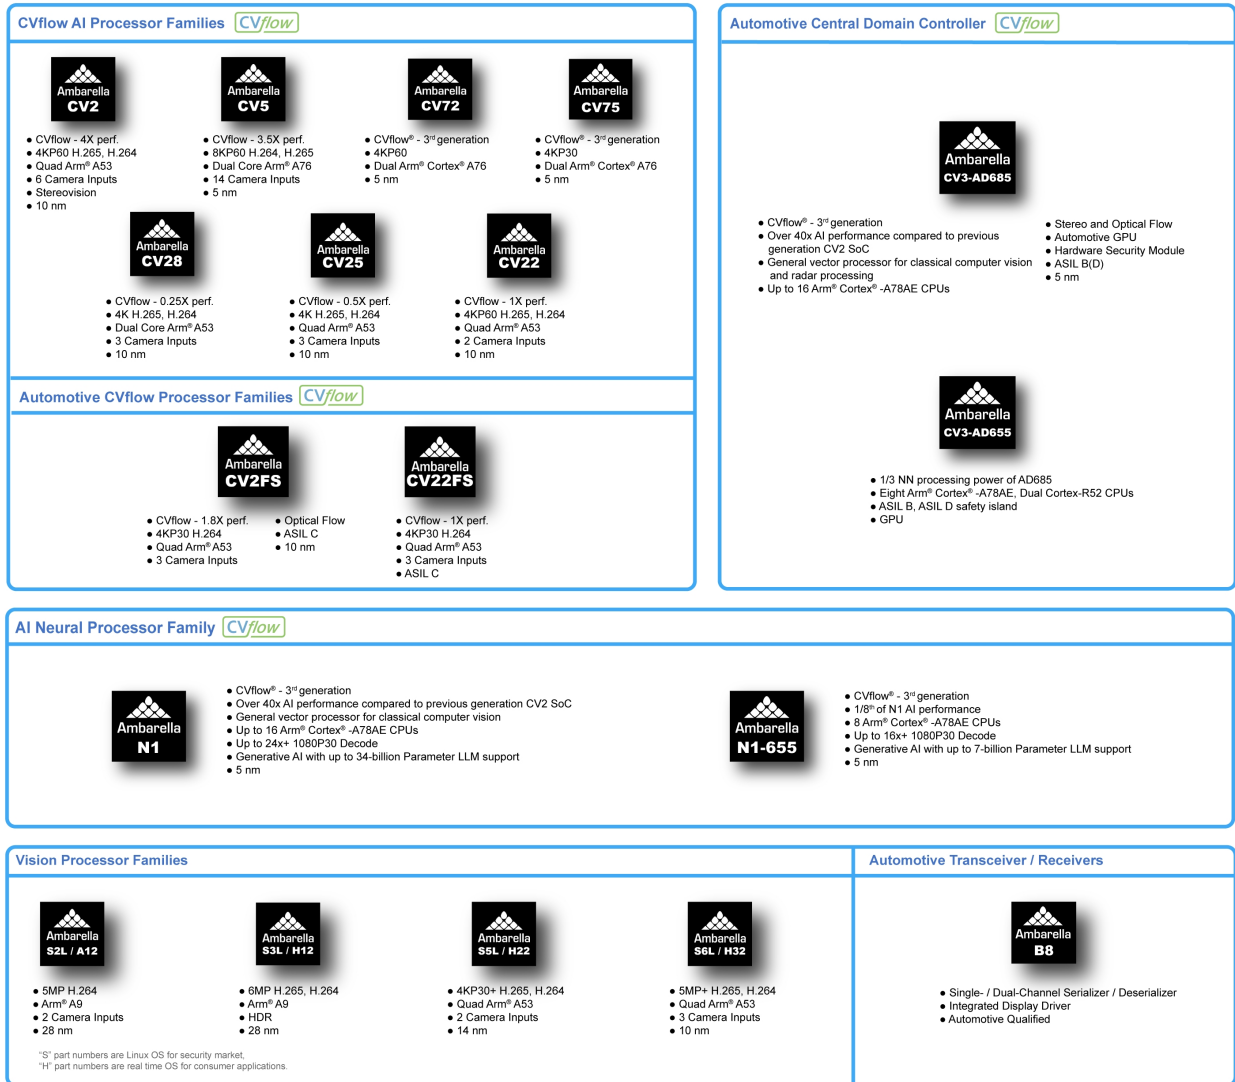 CVflow AI Processor Families CVflow
Ambarella
CV2
● CVflow - 4X perf.
● 4KP60 H.265, H.264
● Quad Arm® A53
● 6 Camera Inputs
● Stereovision
● 10 nm
Ambarella
CV5
● CVflow - 3.5X perf.
● 8KP60 H.264, H.265
● Dual Core Arm® A76
● 14 Camera Inputs
● 5 nm
Ambarella
CV72
● CVflow® - 3rd generation
● 4KP60
● Dual Arm® Cortex® A76
● 5 nm
Ambarella
CV75
● CVflow® - 3rd generation
● 4KP30
● Dual Arm® Cortex® A76
● 5 nm
Ambarella
CV28
● CVflow - 0.25X perf.
● 4K H.265, H.264
● Dual Core Arm® A53
● 3 Camera Inputs
● 10 nm
Ambarella
CV25
● CVflow - 0.5X perf.
● 4K H.265, H.264
● Quad Arm® A53
● 3 Camera Inputs
● 10 nm
Ambarella
CV22
● CVflow - 1X perf.
● 4KP60 H.265, H.264
● Quad Arm® A53
● 2 Camera Inputs
● 10 nm
Automotive CVflow Processor Families CVflow
Ambarella
CV2FS
● CVflow - 1.8X perf.
● 4KP30 H.264
● Quad Arm® A53
● 3 Camera Inputs
● Optical Flow
● ASIL C
● 10 nm
Ambarella
CV22FS
● CVflow - 1X perf.
● 4KP30 H.264
● Quad Arm® A53
● 3 Camera Inputs
● ASIL C
Automotive Central Domain Controller CVflow
Ambarella
CV3-AD685
● CVflow® - 3rd generation
● Over 40x AI performance compared to previous
generation CV2 SoC
● General vector processor for classical computer vision
and radar processing
● Up to 16 Arm® Cortex® -A78AE CPUs
● Stereo and Optical Flow
● Automotive GPU
● Hardware Security Module
● ASIL B(D)
● 5 nm
Ambarella
CV3-AD655
● 1/3 NN processing power of AD685
● Eight Arm® Cortex® -A78AE, Dual Cortex-R52 CPUs
● ASIL B, ASIL D safety island
● GPU
AI Neural Processor Family CVflow
Ambarella
N1
● CVflow® - 3rd generation
● Over 40x AI performance compared to previous generation CV2 SoC
● General vector processor for classical computer vision
● Up to 16 Arm® Cortex® -A78AE CPUs
● Up to 24x+ 1080P30 Decode
● Generative AI with up to 34-billion Parameter LLM support
● 5 nm
Ambarella
N1-655
● CVflow® - 3rd generation
● 1/8th of N1 AI performance
● 8 Arm® Cortex® -A78AE CPUs
● Up to 16x+ 1080P30 Decode
● Generative AI with up to 7-billion Parameter LLM support
● 5 nm
Vision Processor Families
Ambarella
S2L / A12
● 5MP H.264
● Arm® A9
● 2 Camera Inputs
● 28 nm
Ambarella
S3L / H12
● 6MP H.265, H.264
● Arm® A9
● HDR
● 28 nm
Ambarella
S5L / H22
● 4KP30+ H.265, H.264
● Quad Arm® A53
● 2 Camera Inputs
● 14 nm
Ambarella
S6L / H32
● 5MP+ H.265, H.264
● Quad Arm® A53
● 3 Camera Inputs
● 10 nm
"S" part numbers are Linux OS for security market,
"H" part numbers are real time OS for consumer applications.
Automotive Transceiver / Receivers
Ambarella
B8
● Single- / Dual-Channel Serializer / Deserializer
● Integrated Display Driver
● Automotive Qualified